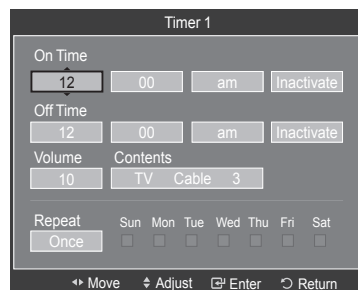 Timer 1
On Time
12 00 am Inactivate
Off Time
12 00 am Inactivate
Volume Contents
10 TV Cable 3
Repeat Sun Mon Tue Wed Thu Fri Sat
Once
Move Adjust Enter Return